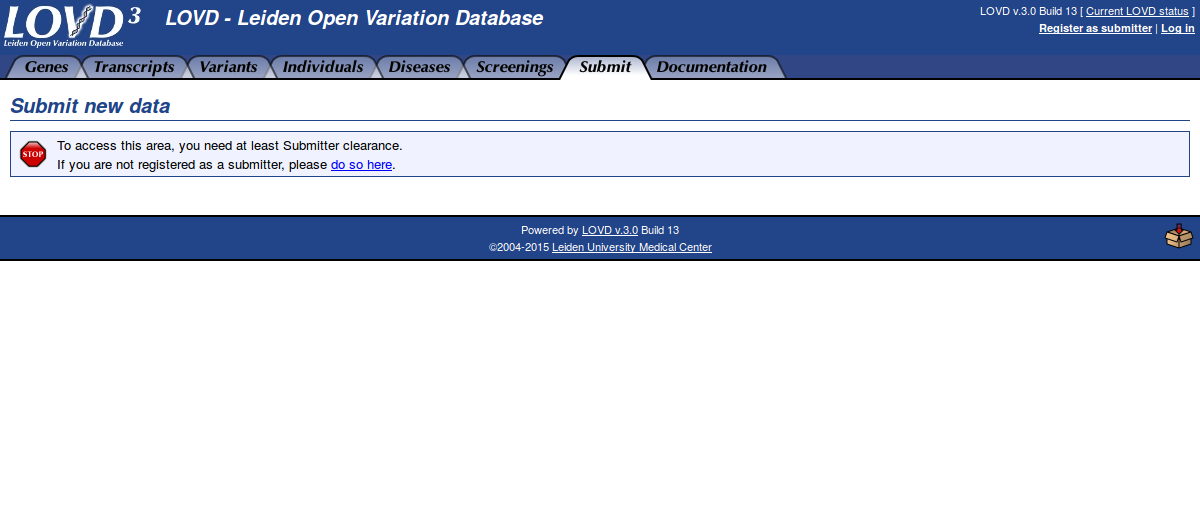 LOVD 3
Leiden Open Variation Database
LOVD - Leiden Open Variation Database
LOVD v.3.0 Build 13 [ Current LOVD status ]
Register as submitter | Log in
Genes Transcripts Variants Individuals Diseases Screenings Submit Documentation
Submit new data
STOP
To access this area, you need at least Submitter clearance.
If you are not registered as a submitter, please do so here.
Powered by LOVD v.3.0 Build 13
©2004-2015 Leiden University Medical Center